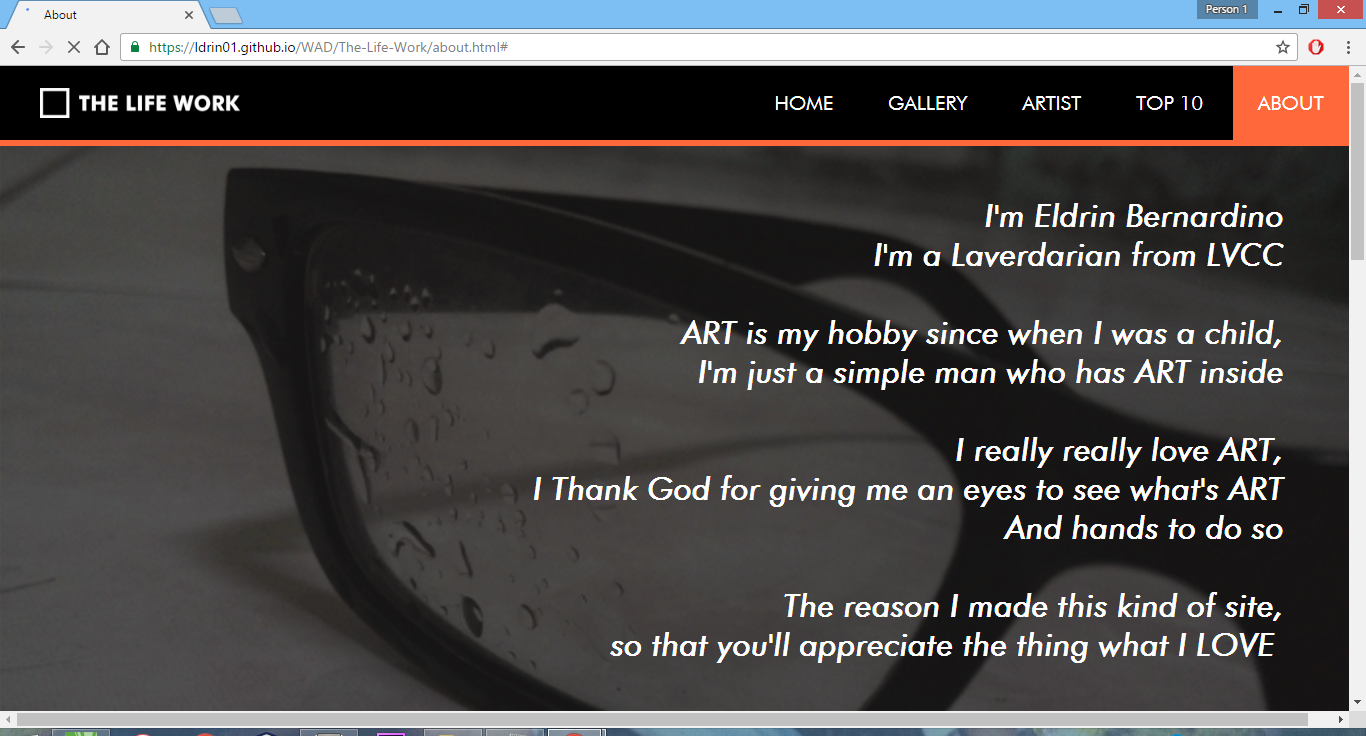 About
Person 1
https://ldrin01.github.io/WAD/The-Life-Work/about.html#
THE LIFE WORK
HOME
GALLERY
ARTIST
TOP 10
ABOUT
I'm Eldrin Bernardino
I'm a Laverdarian from LVCC
ART is my hobby since when I was a child,
I'm just a simple man who has ART inside
I really really love ART,
I Thank God for giving me an eyes to see what's ART
And hands to do so
The reason I made this kind of site,
so that you'll appreciate the thing what I LOVE